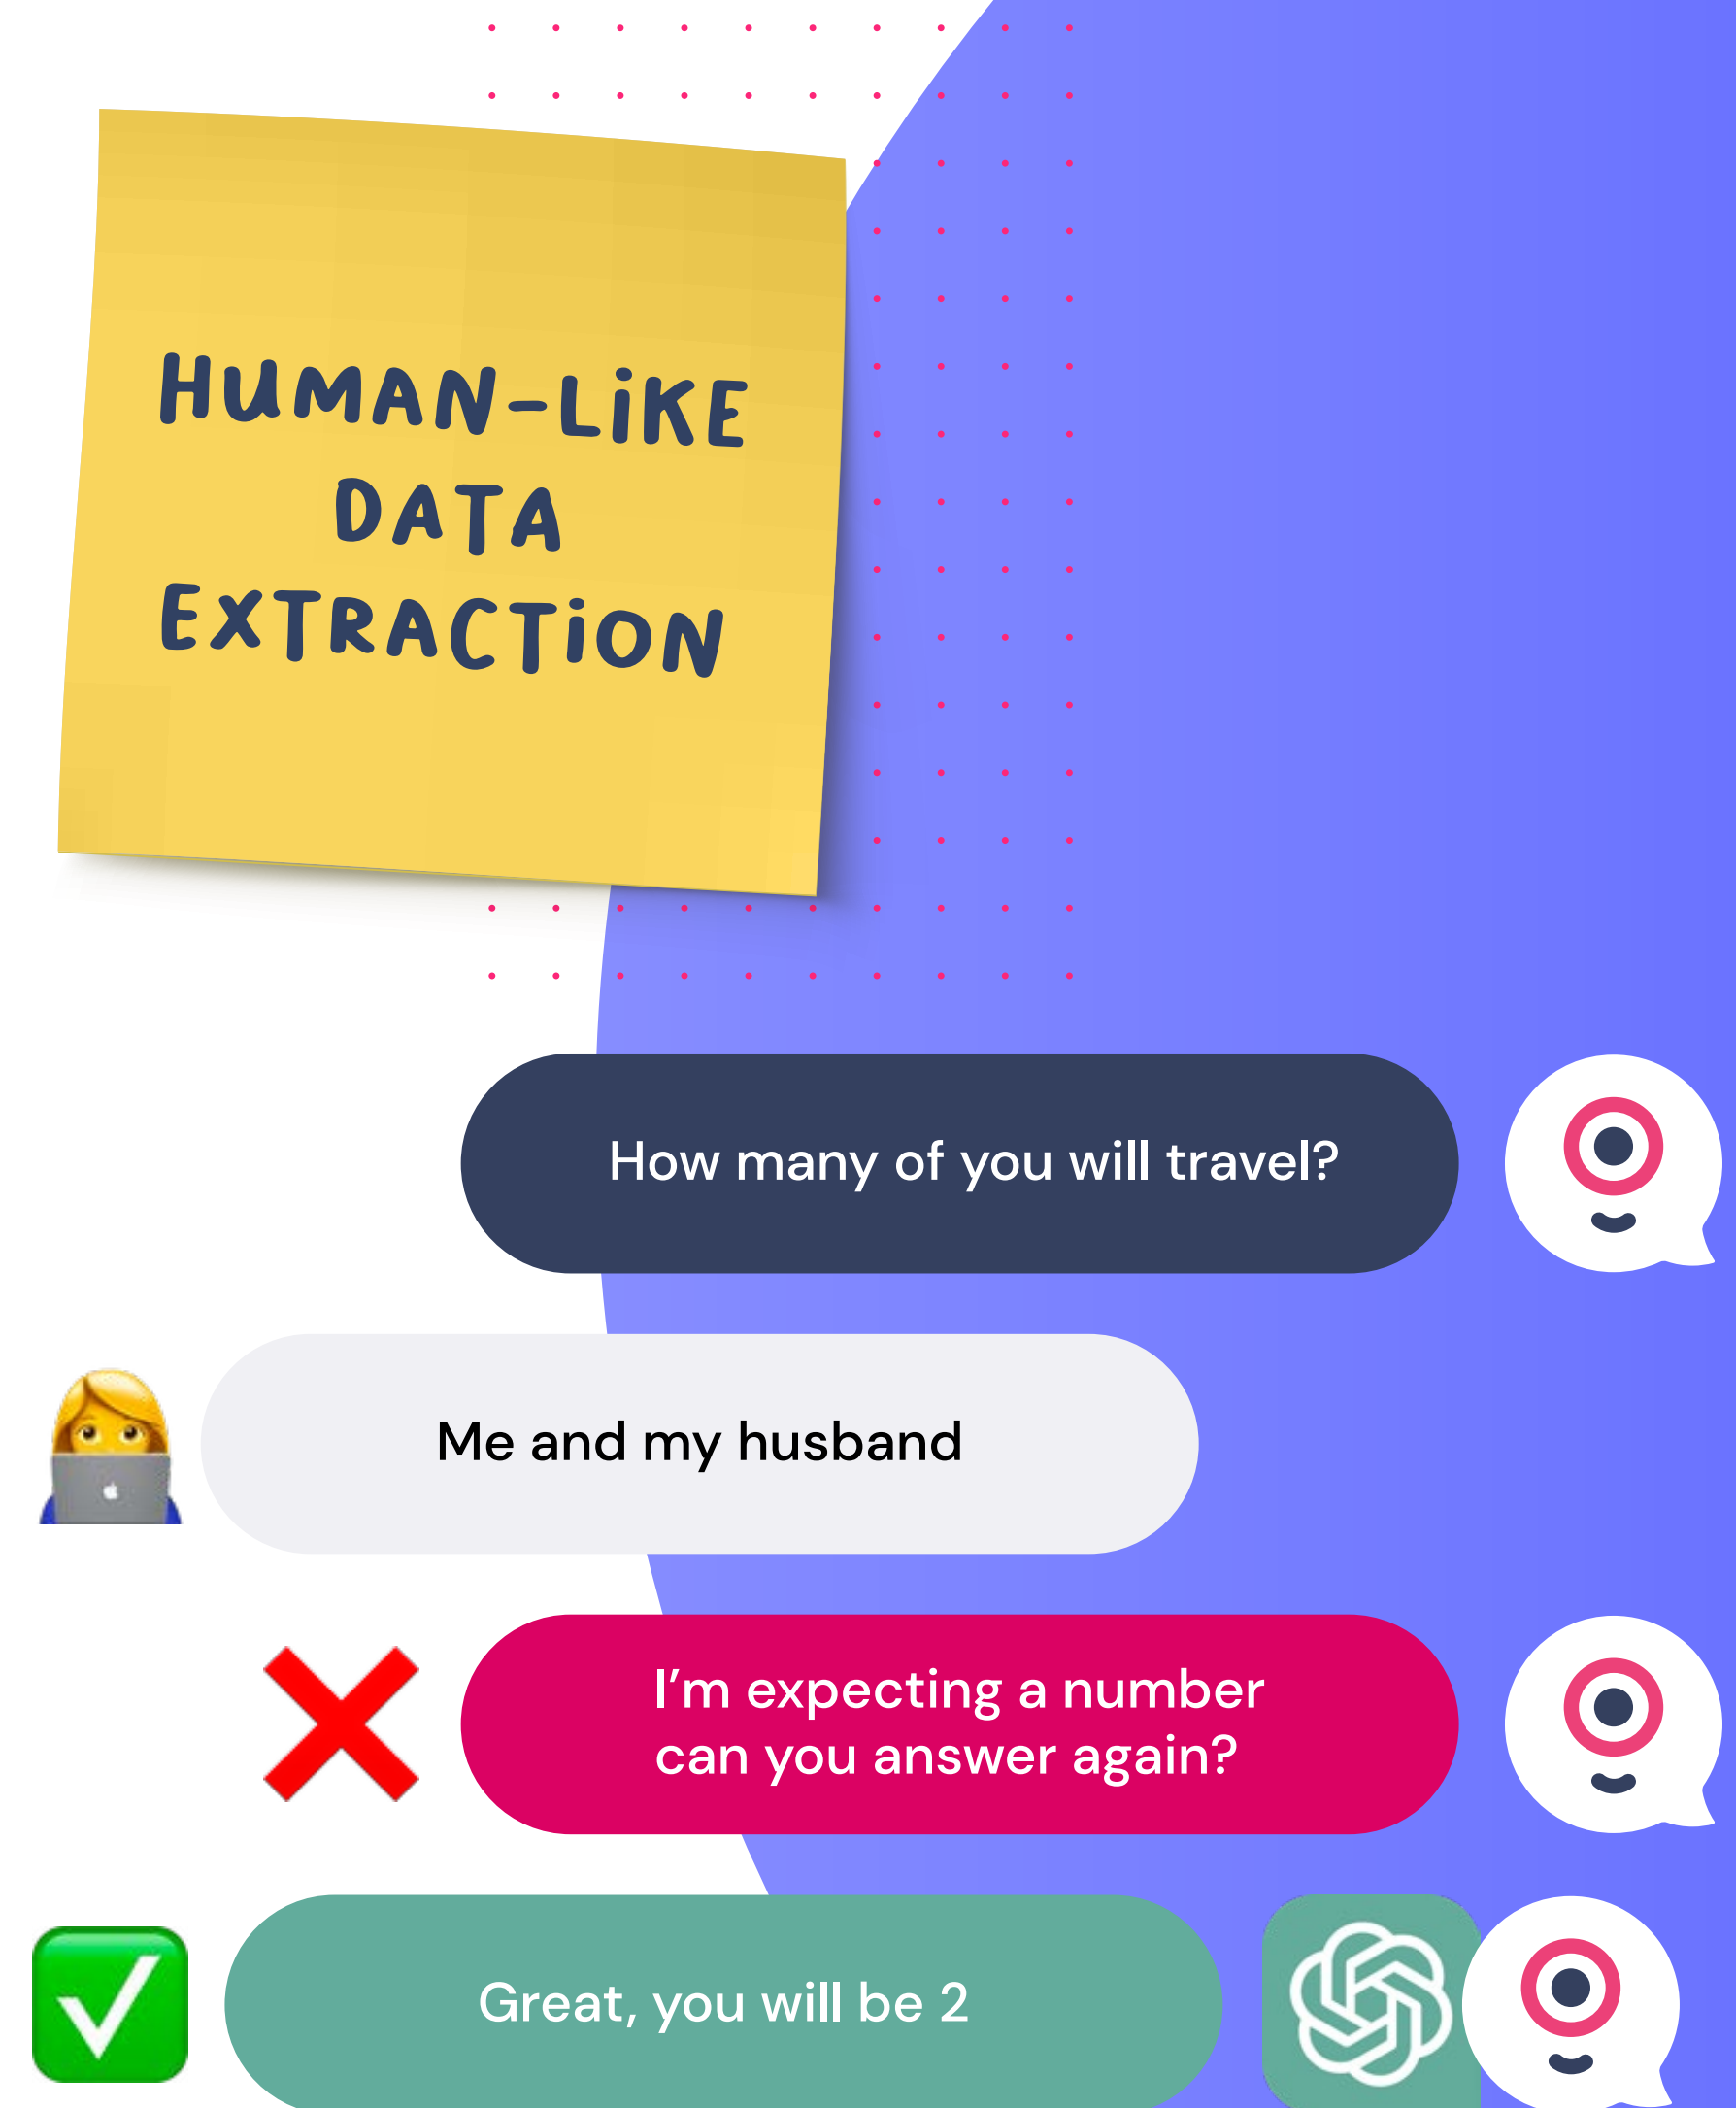 HUMAN-LiKE
DATA
EXTRACTiON
How many of you will travel?
Me and my husband
I'm expecting a number
can you answer again?
Great, you will be 2